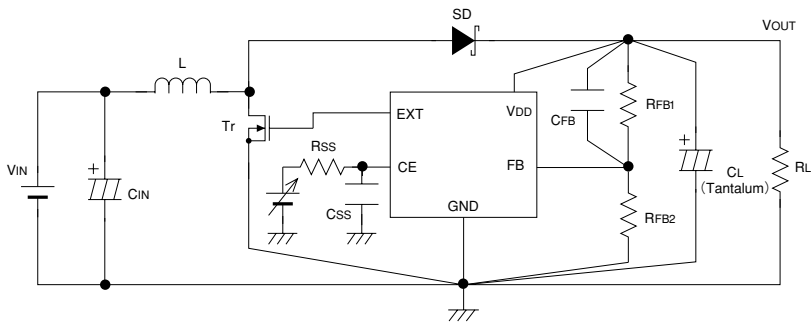 SD
VOUT
L
EXT
VDD
CFB
RFB1
Tr
RSS
CE
FB
VIN
+
CIN
CSS
GND
RFB2
+
CL
(Tantalum)
RL